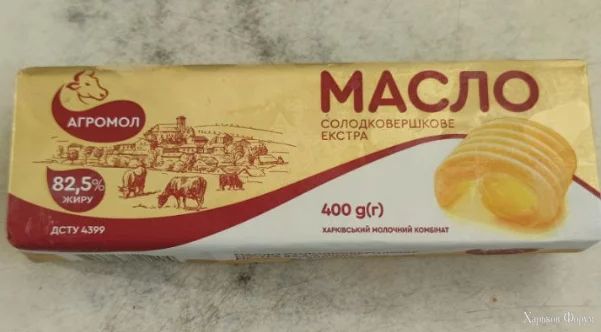 АГРОМОЛ
МАСЛО
СОЛОДКОВЕРШКОВЕ
ЕКСТРА
82,5%
ЖИРУ
ДСТУ 4399
400 g(г)
ХАРКІВСЬКИЙ МОЛОЧНИЙ КОМБІНАТ
Харьков Форум